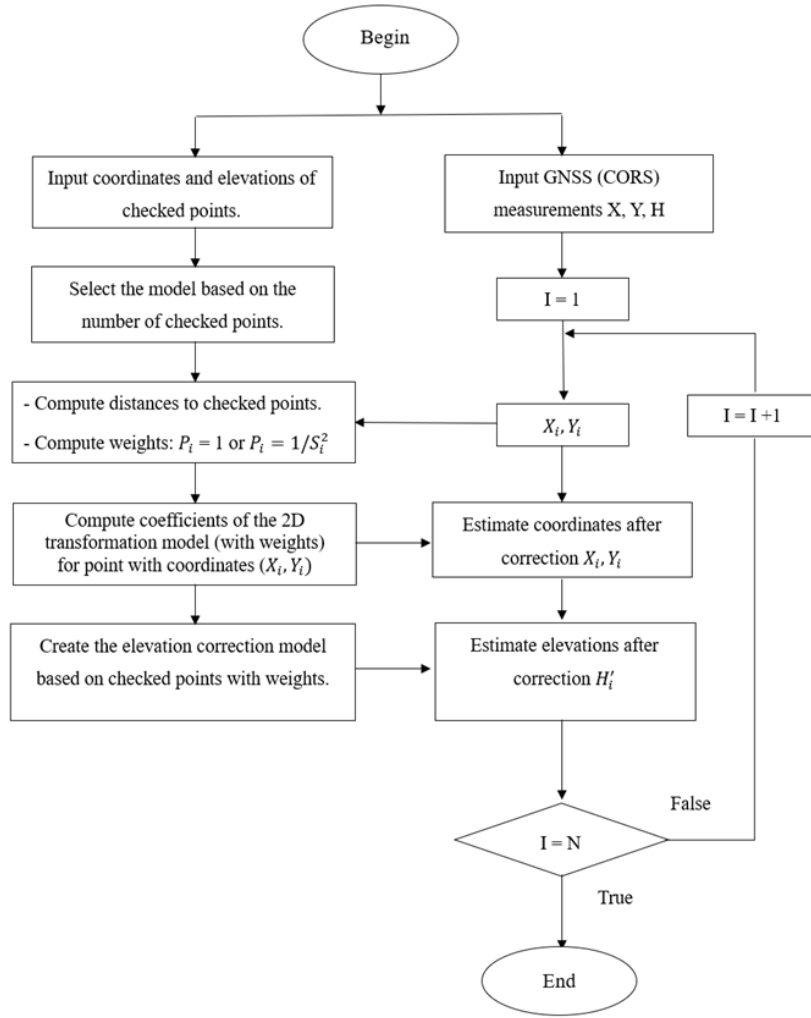 Begin
Input coordinates and elevations of
checked points.
Input GNSS (CORS)
measurements X, Y, H
Select the model based on the
number of checked points.
I = 1
- Compute distances to checked points.
- Compute weights: $P_i = 1$ or $P_i = 1/S_i^2$
$X_i, Y_i$
I = I +1
Compute coefficients of the 2D
transformation model (with weights)
for point with coordinates ($X_i, Y_i$)
Estimate coordinates after
correction $X_i, Y_i$
Create the elevation correction model
based on checked points with weights.
Estimate elevations after
correction $H_i'$
False
I = N
True
End